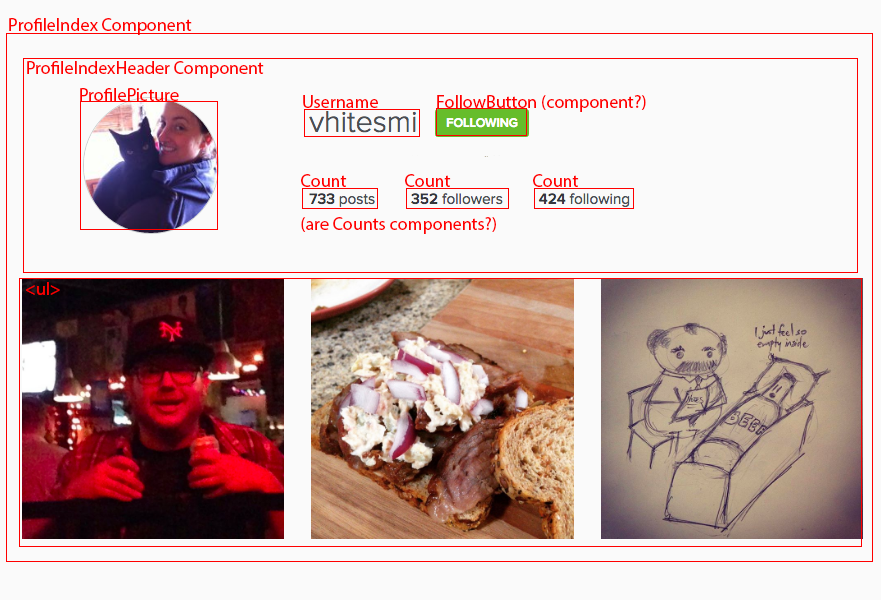 ProfileIndex Component
ProfileIndexHeader Component
ProfilePicture
Username
FollowButton (component?)
vhitesmi
FOLLOWING
Count
Count
Count
733 posts
352 followers
424 following
(are Counts components?)
<ul>
I just feel so
empty inside
BEER